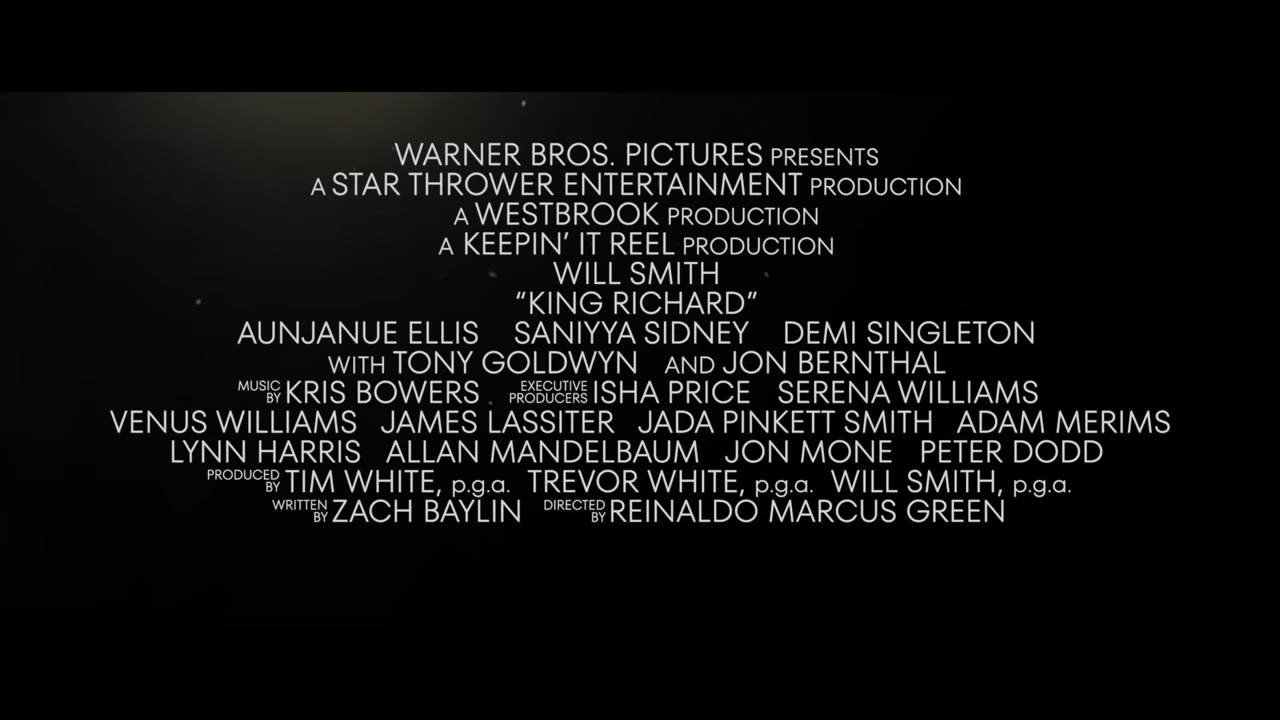 WARNER BROS. PICTURES PRESENTS
A STAR THROWER ENTERTAINMENT PRODUCTION
A WESTBROOK PRODUCTION
A KEEPIN’ IT REEL PRODUCTION
WILL SMITH
“KING RICHARD”
AUNJANUE ELLIS SANIYYA SIDNEY DEMI SINGLETON
WITH TONY GOLDWYN AND JON BERNTHAL
MUSIC BY KRIS BOWERS EXECUTIVE PRODUCERS ISHA PRICE SERENA WILLIAMS
VENUS WILLIAMS JAMES LASSITER JADA PINKETT SMITH ADAM MERIMS
LYNN HARRIS ALLAN MANDELBAUM JON MONE PETER DODD
PRODUCED BY TIM WHITE, p.g.a. TREVOR WHITE, p.g.a. WILL SMITH, p.g.a.
WRITTEN BY ZACH BAYLIN DIRECTED BY REINALDO MARCUS GREEN